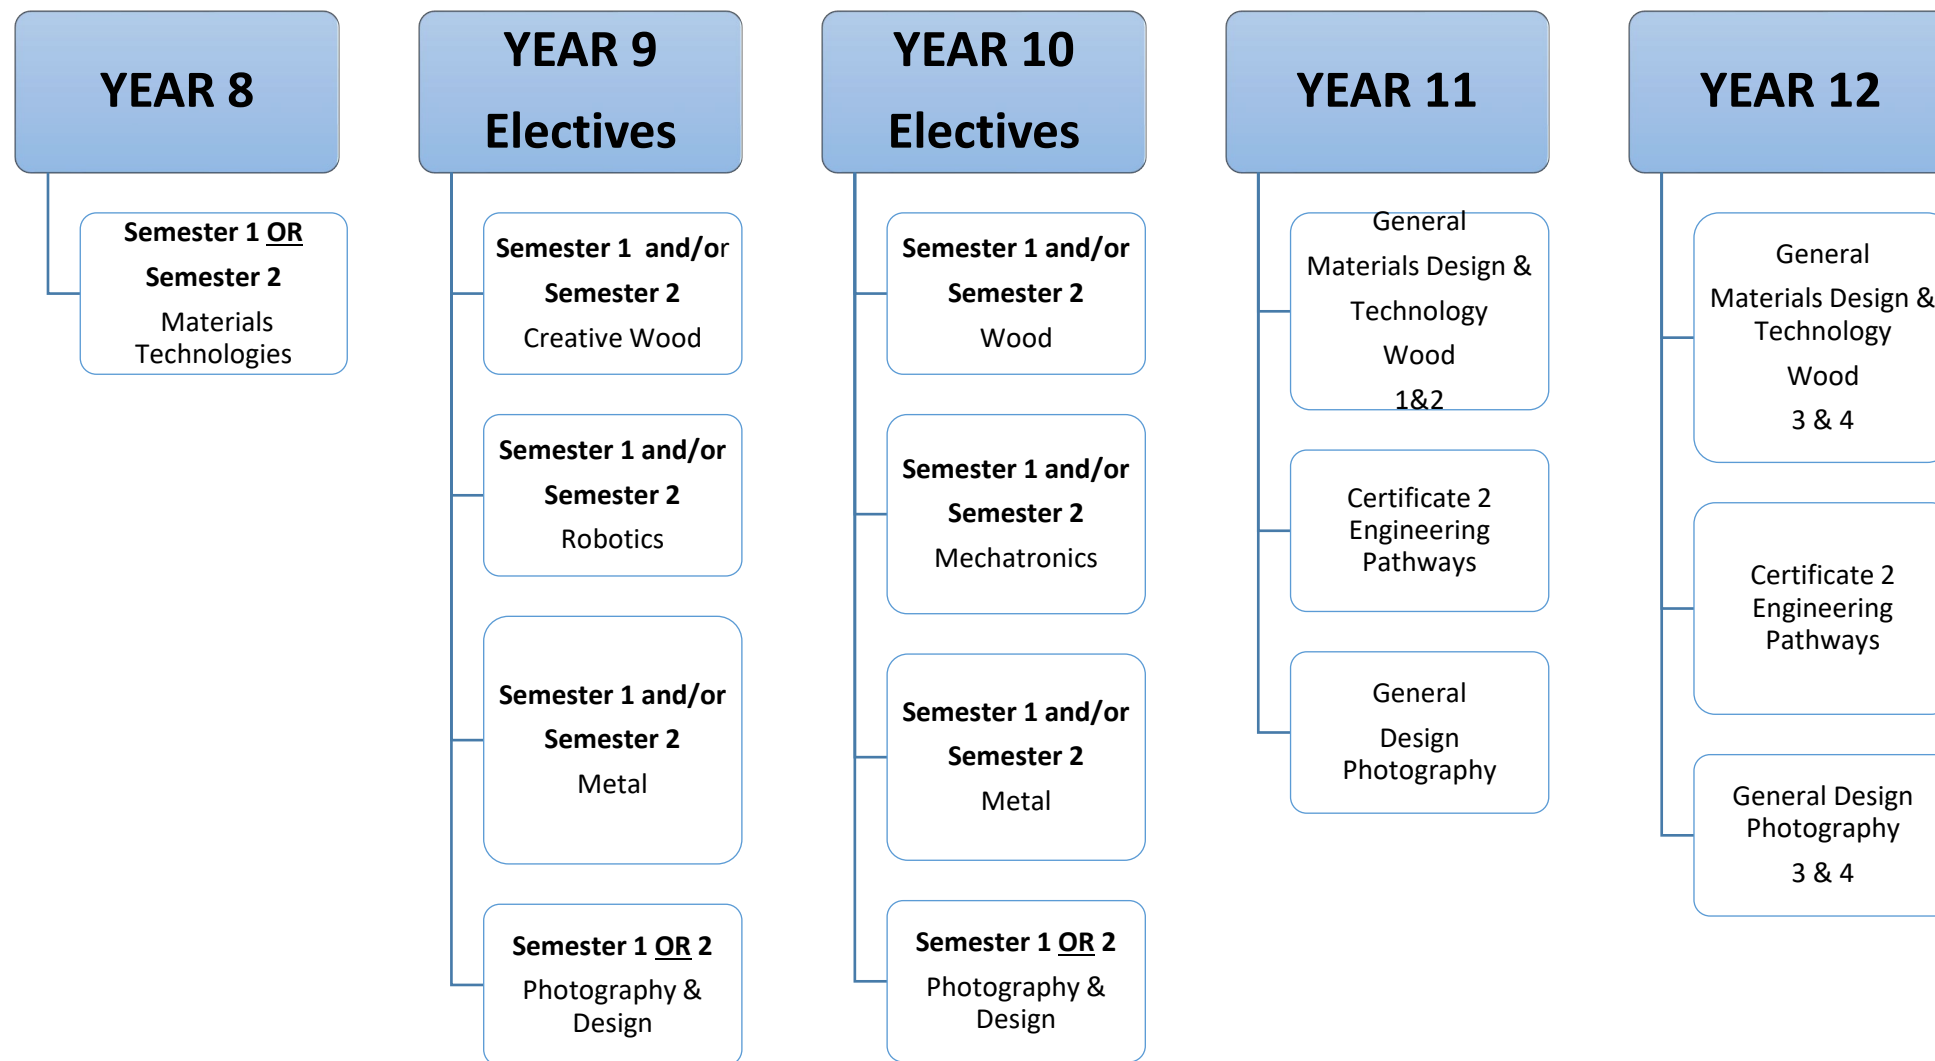 YEAR 8
Semester 1 OR
Semester 2
Materials
Technologies
YEAR 9
Electives
Semester 1  and/or
Semester 2
Creative Wood
Semester 1 and/or
Semester 2
Robotics
Semester 1 and/or
Semester 2
Metal
Semester 1 OR 2
Photography &
Design
YEAR 10
Electives
Semester 1 and/or
Semester 2
Wood
Semester 1 and/or
Semester 2
Mechatronics
Semester 1 and/or
Semester 2
Metal
Semester 1 OR 2
Photography &
Design
YEAR 11
General
Materials Design &
Technology
Wood
1&2
Certificate 2
Engineering
Pathways
General
Design
Photography
YEAR 12
General
Materials Design &
Technology
Wood
3 & 4
Certificate 2
Engineering
Pathways
General Design
Photography
3 & 4